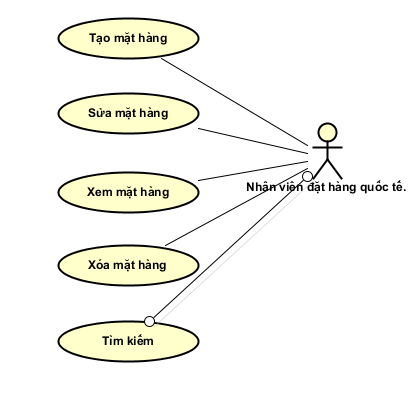 Tạo mặt hàng
Sửa mặt hàng
Xem mặt hàng
Nhân viên đặt hàng quốc tế.
Xóa mặt hàng
Tìm kiếm